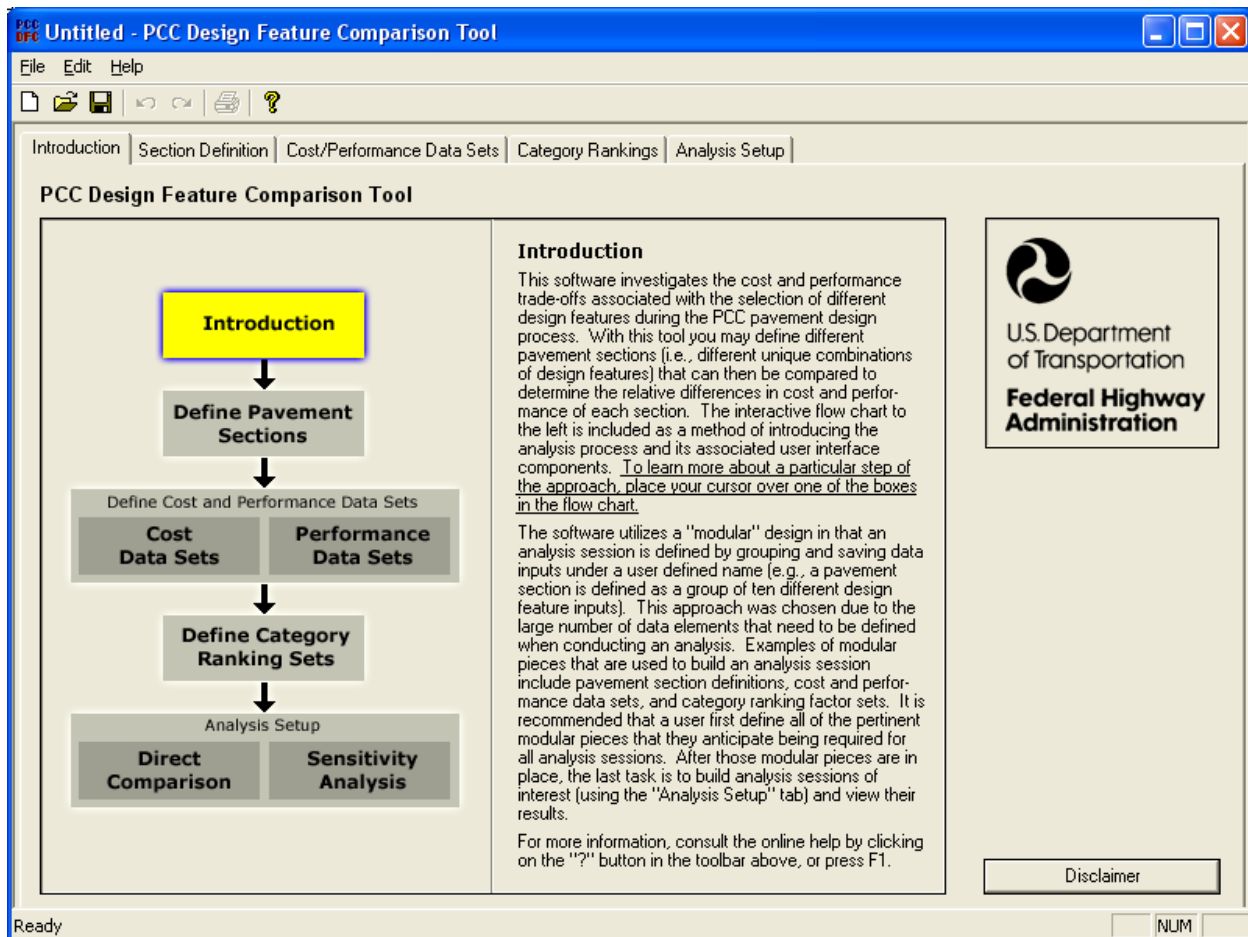 PCC DFC Untitled - PCC Design Feature Comparison Tool
File Edit Help
Introduction Section Definition Cost/Performance Data Sets Category Rankings Analysis Setup
PCC Design Feature Comparison Tool
Introduction
Define Pavement
Sections
Define Cost and Performance Data Sets
Cost
Data Sets
Performance
Data Sets
Define Category
Ranking Sets
Analysis Setup
Direct
Comparison
Sensitivity
Analysis
Introduction
This software investigates the cost and performance
trade-offs associated with the selection of different
design features during the PCC pavement design
process. With this tool you may define different
pavement sections (i.e., different unique combinations
of design features) that can then be compared to
determine the relative differences in cost and perfor-
mance of each section. The interactive flow chart to
the left is included as a method of introducing the
analysis process and its associated user interface
components. To learn more about a particular step of
the approach, place your cursor over one of the boxes
in the flow chart.
The software utilizes a "modular" design in that an
analysis session is defined by grouping and saving data
inputs under a user defined name (e.g., a pavement
section is defined as a group of ten different design
feature inputs). This approach was chosen due to the
large number of data elements that need to be defined
when conducting an analysis. Examples of modular
pieces that are used to build an analysis session
include pavement section definitions, cost and perfor-
mance data sets, and category ranking factor sets. It is
recommended that a user first define all of the pertinent
modular pieces that they anticipate being required for
all analysis sessions. After those modular pieces are in
place, the last task is to build analysis sessions of
interest (using the "Analysis Setup" tab) and view their
results.
For more information, consult the online help by clicking
on the "?" button in the toolbar above, or press F1.
U.S. Department
of Transportation
Federal Highway
Administration
Disclaimer
Ready
NUM